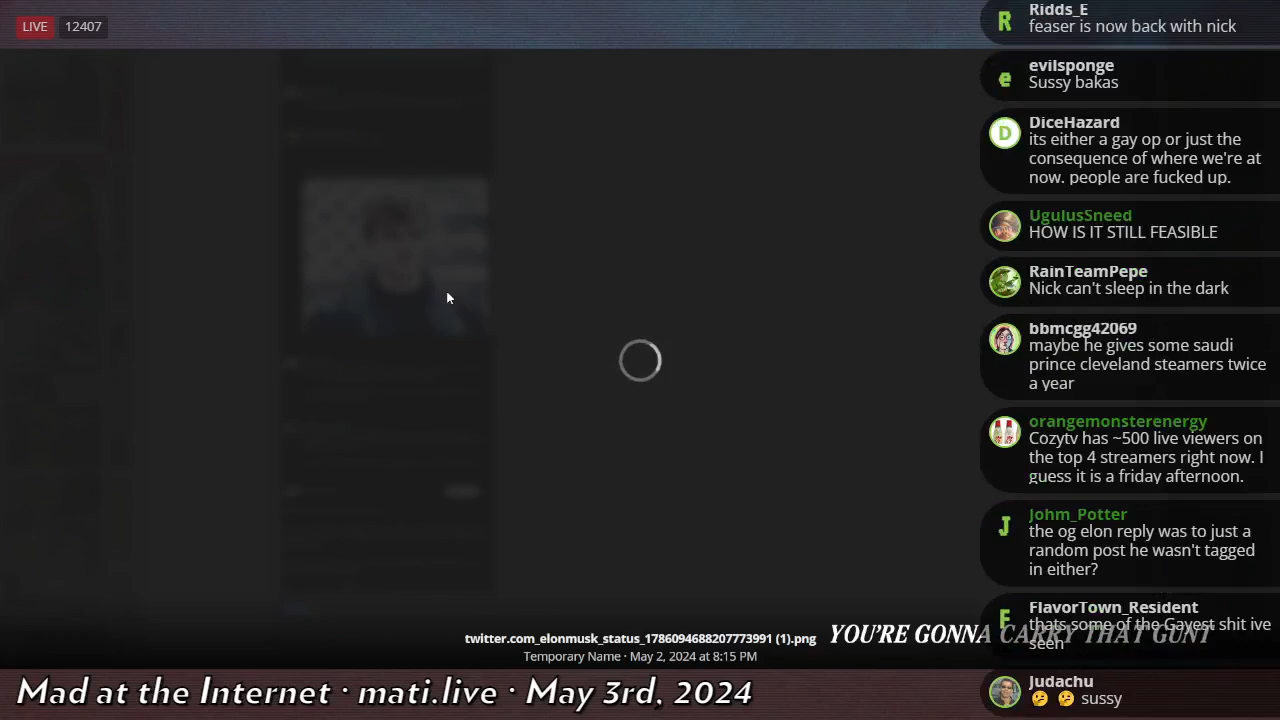 LIVE 12407
Ridds_E
feaser is now back with nick
evilsponge
Sussy bakas
DiceHazard
its either a gay op or just the
consequence of where we're at
now. people are fucked up.
UgulusSneed
HOW IS IT STILL FEASIBLE
RainTeamPepe
Nick can't sleep in the dark
bbmcgg42069
maybe he gives some saudi
prince cleveland steamers twice
a year
orangemonsterenergy
Cozytv has ~500 live viewers on
the top 4 streamers right now. I
guess it is a friday afternoon.
Johm_Potter
the og elon reply was to just a
random post he wasn't tagged
in either?
FlavorTown_Resident
thats some of the Gayest shit ive
seen
Judachu
🤔 🤔 sussy
twitter.com_elonmusk_status_1786094688207773991 (1).png
Temporary Name · May 2, 2024 at 8:15 PM
YOU'RE GONNA CARRY THAT GUNT
Mad at the Internet · mati.live · May 3rd, 2024
R
e
D
J
F